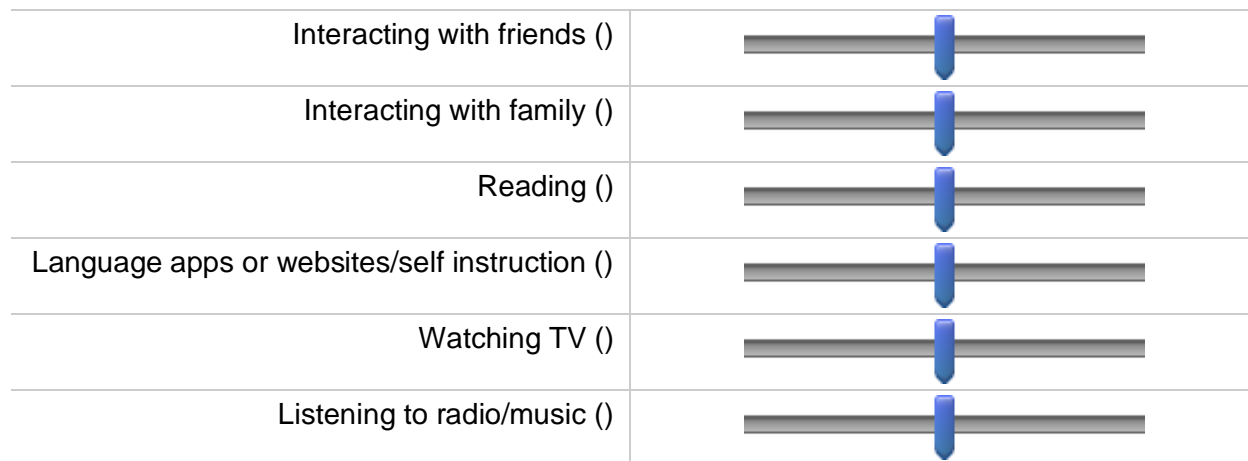 Interacting with friends ()
Interacting with family ()
Reading ()
Language apps or websites/self instruction ()
Watching TV ()
Listening to radio/music ()